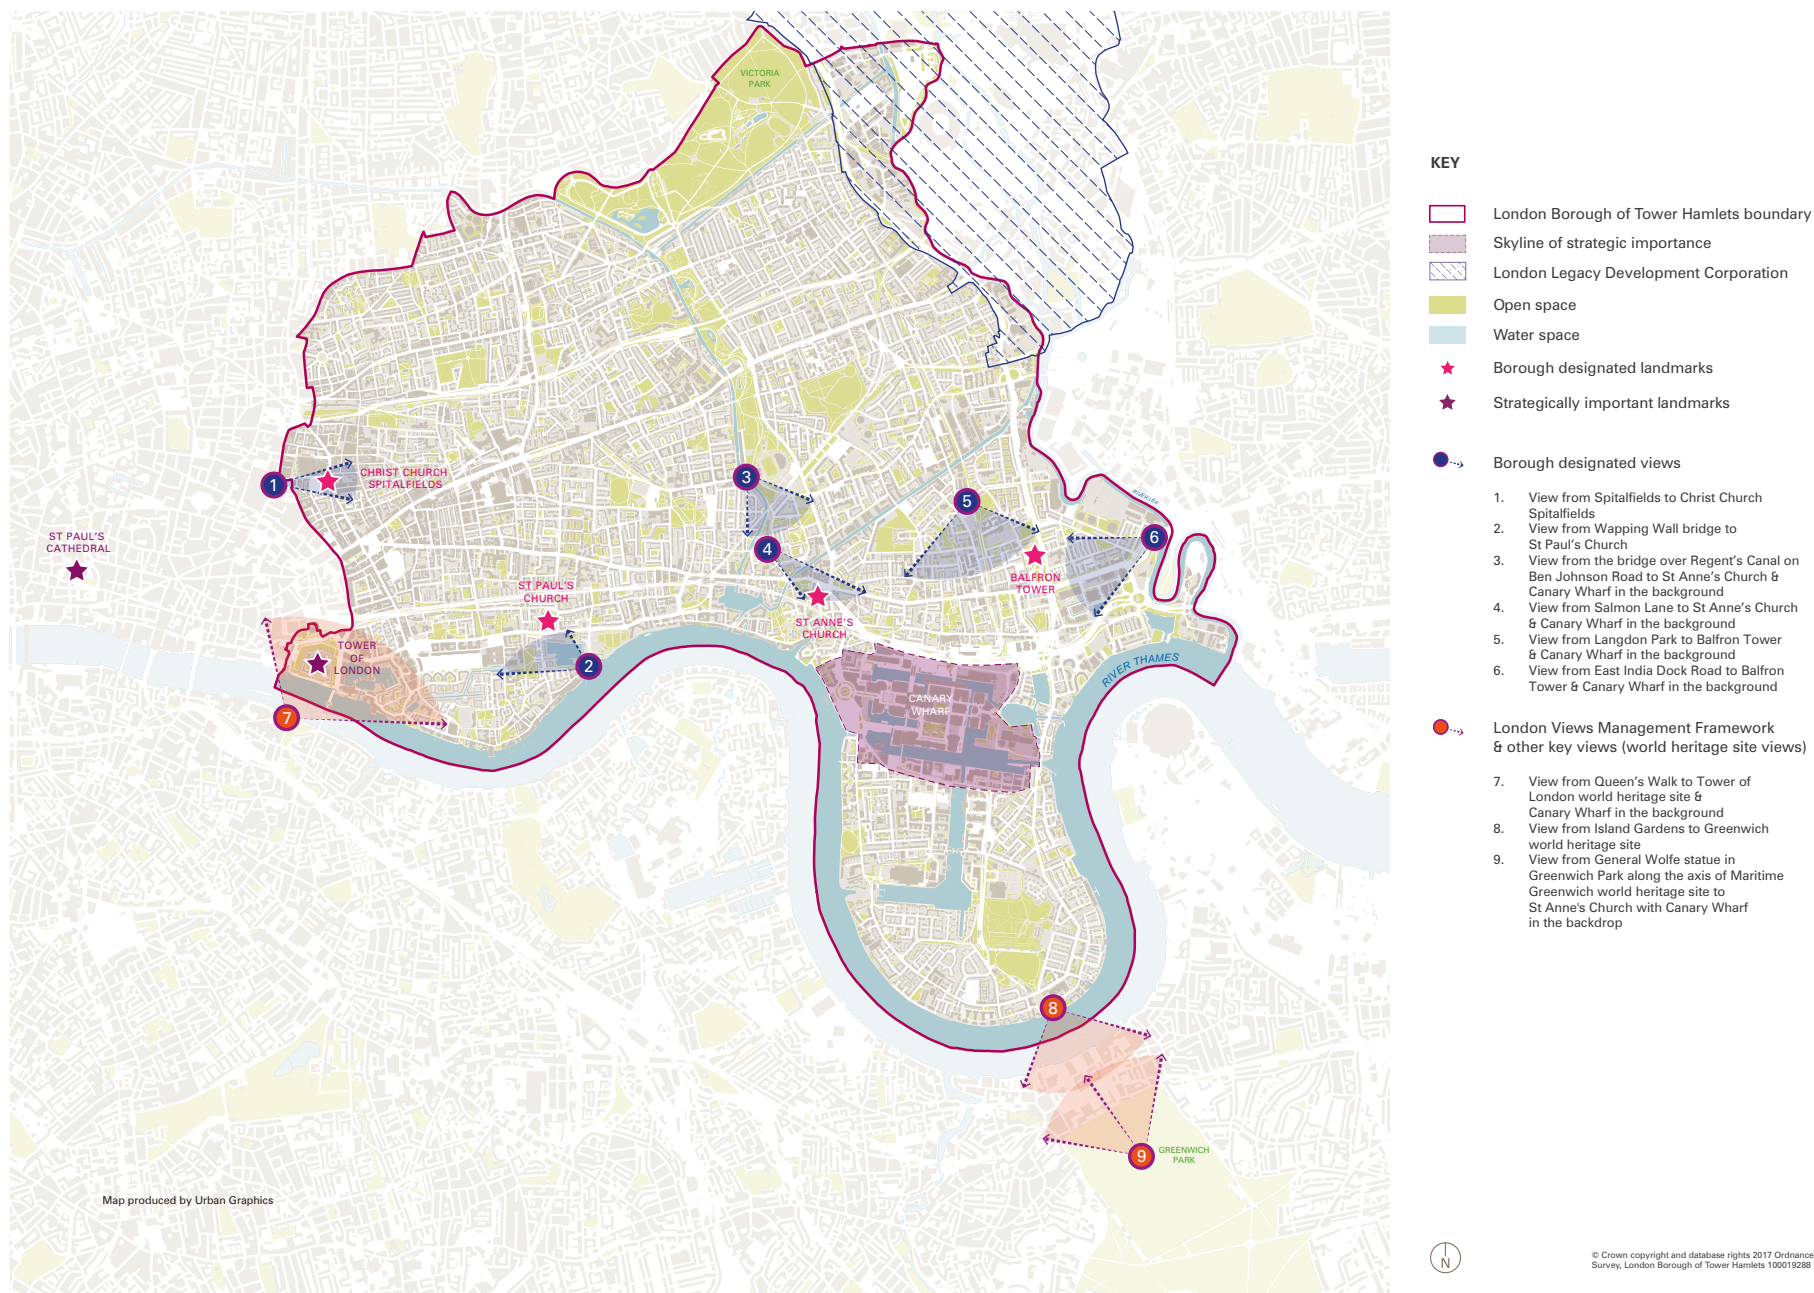 VICTORIA
PARK
CHRIST CHURCH
SPITALFIELDS
1
3
5
6
4
ST PAUL'S
CATHEDRAL
RIVER LEA
BALFRON
TOWER
ST PAUL'S
CHURCH
ST ANNE'S
CHURCH
TOWER
OF
LONDON
2
RIVER THAMES
CANARY
WHARF
7
8
9
GREENWICH
PARK
Map produced by Urban Graphics
KEY
London Borough of Tower Hamlets boundary
Skyline of strategic importance
London Legacy Development Corporation
Open space
Water space
Borough designated landmarks
Strategically important landmarks
Borough designated views
1. View from Spitalfields to Christ Church
Spitalfields
2. View from Wapping Wall bridge to
St Paul's Church
3. View from the bridge over Regent's Canal on
Ben Johnson Road to St Anne's Church &
Canary Wharf in the background
4. View from Salmon Lane to St Anne's Church
& Canary Wharf in the background
5. View from Langdon Park to Balfron Tower
& Canary Wharf in the background
6. View from East India Dock Road to Balfron
Tower & Canary Wharf in the background
London Views Management Framework
& other key views (world heritage site views)
7. View from Queen's Walk to Tower of
London world heritage site &
Canary Wharf in the background
8. View from Island Gardens to Greenwich
world heritage site
9. View from General Wolfe statue in
Greenwich Park along the axis of Maritime
Greenwich world heritage site to
St Anne's Church with Canary Wharf
in the backdrop
N
© Crown copyright and database rights 2017 Ordnance
Survey, London Borough of Tower Hamlets 100019288